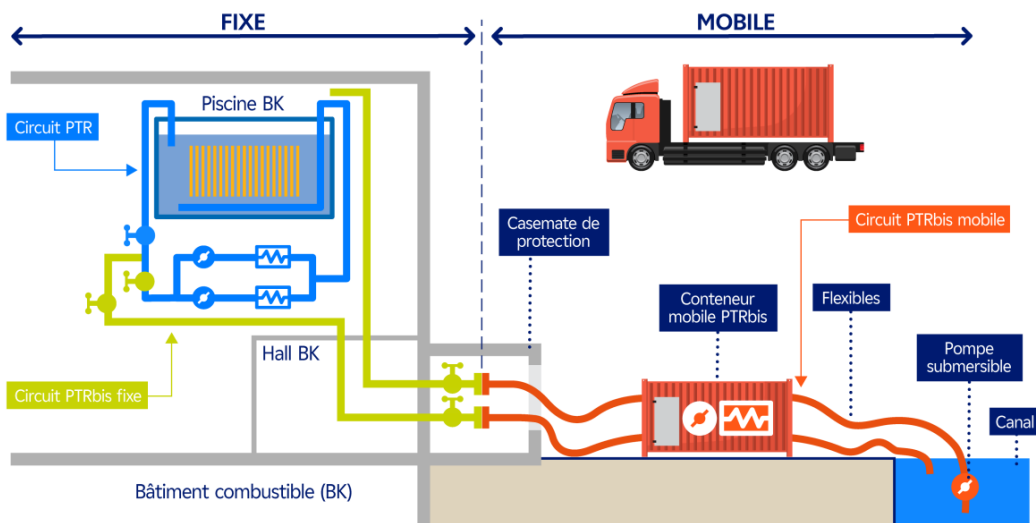 FIXE
MOBILE
Piscine BK
Circuit PTR
Casemate de
protection
Circuit PTRbis mobile
Conteneur
mobile PTRbis
Flexibles
Pompe
submersible
Hall BK
Circuit PTRbis fixe
Canal
Bâtiment combustible (BK)